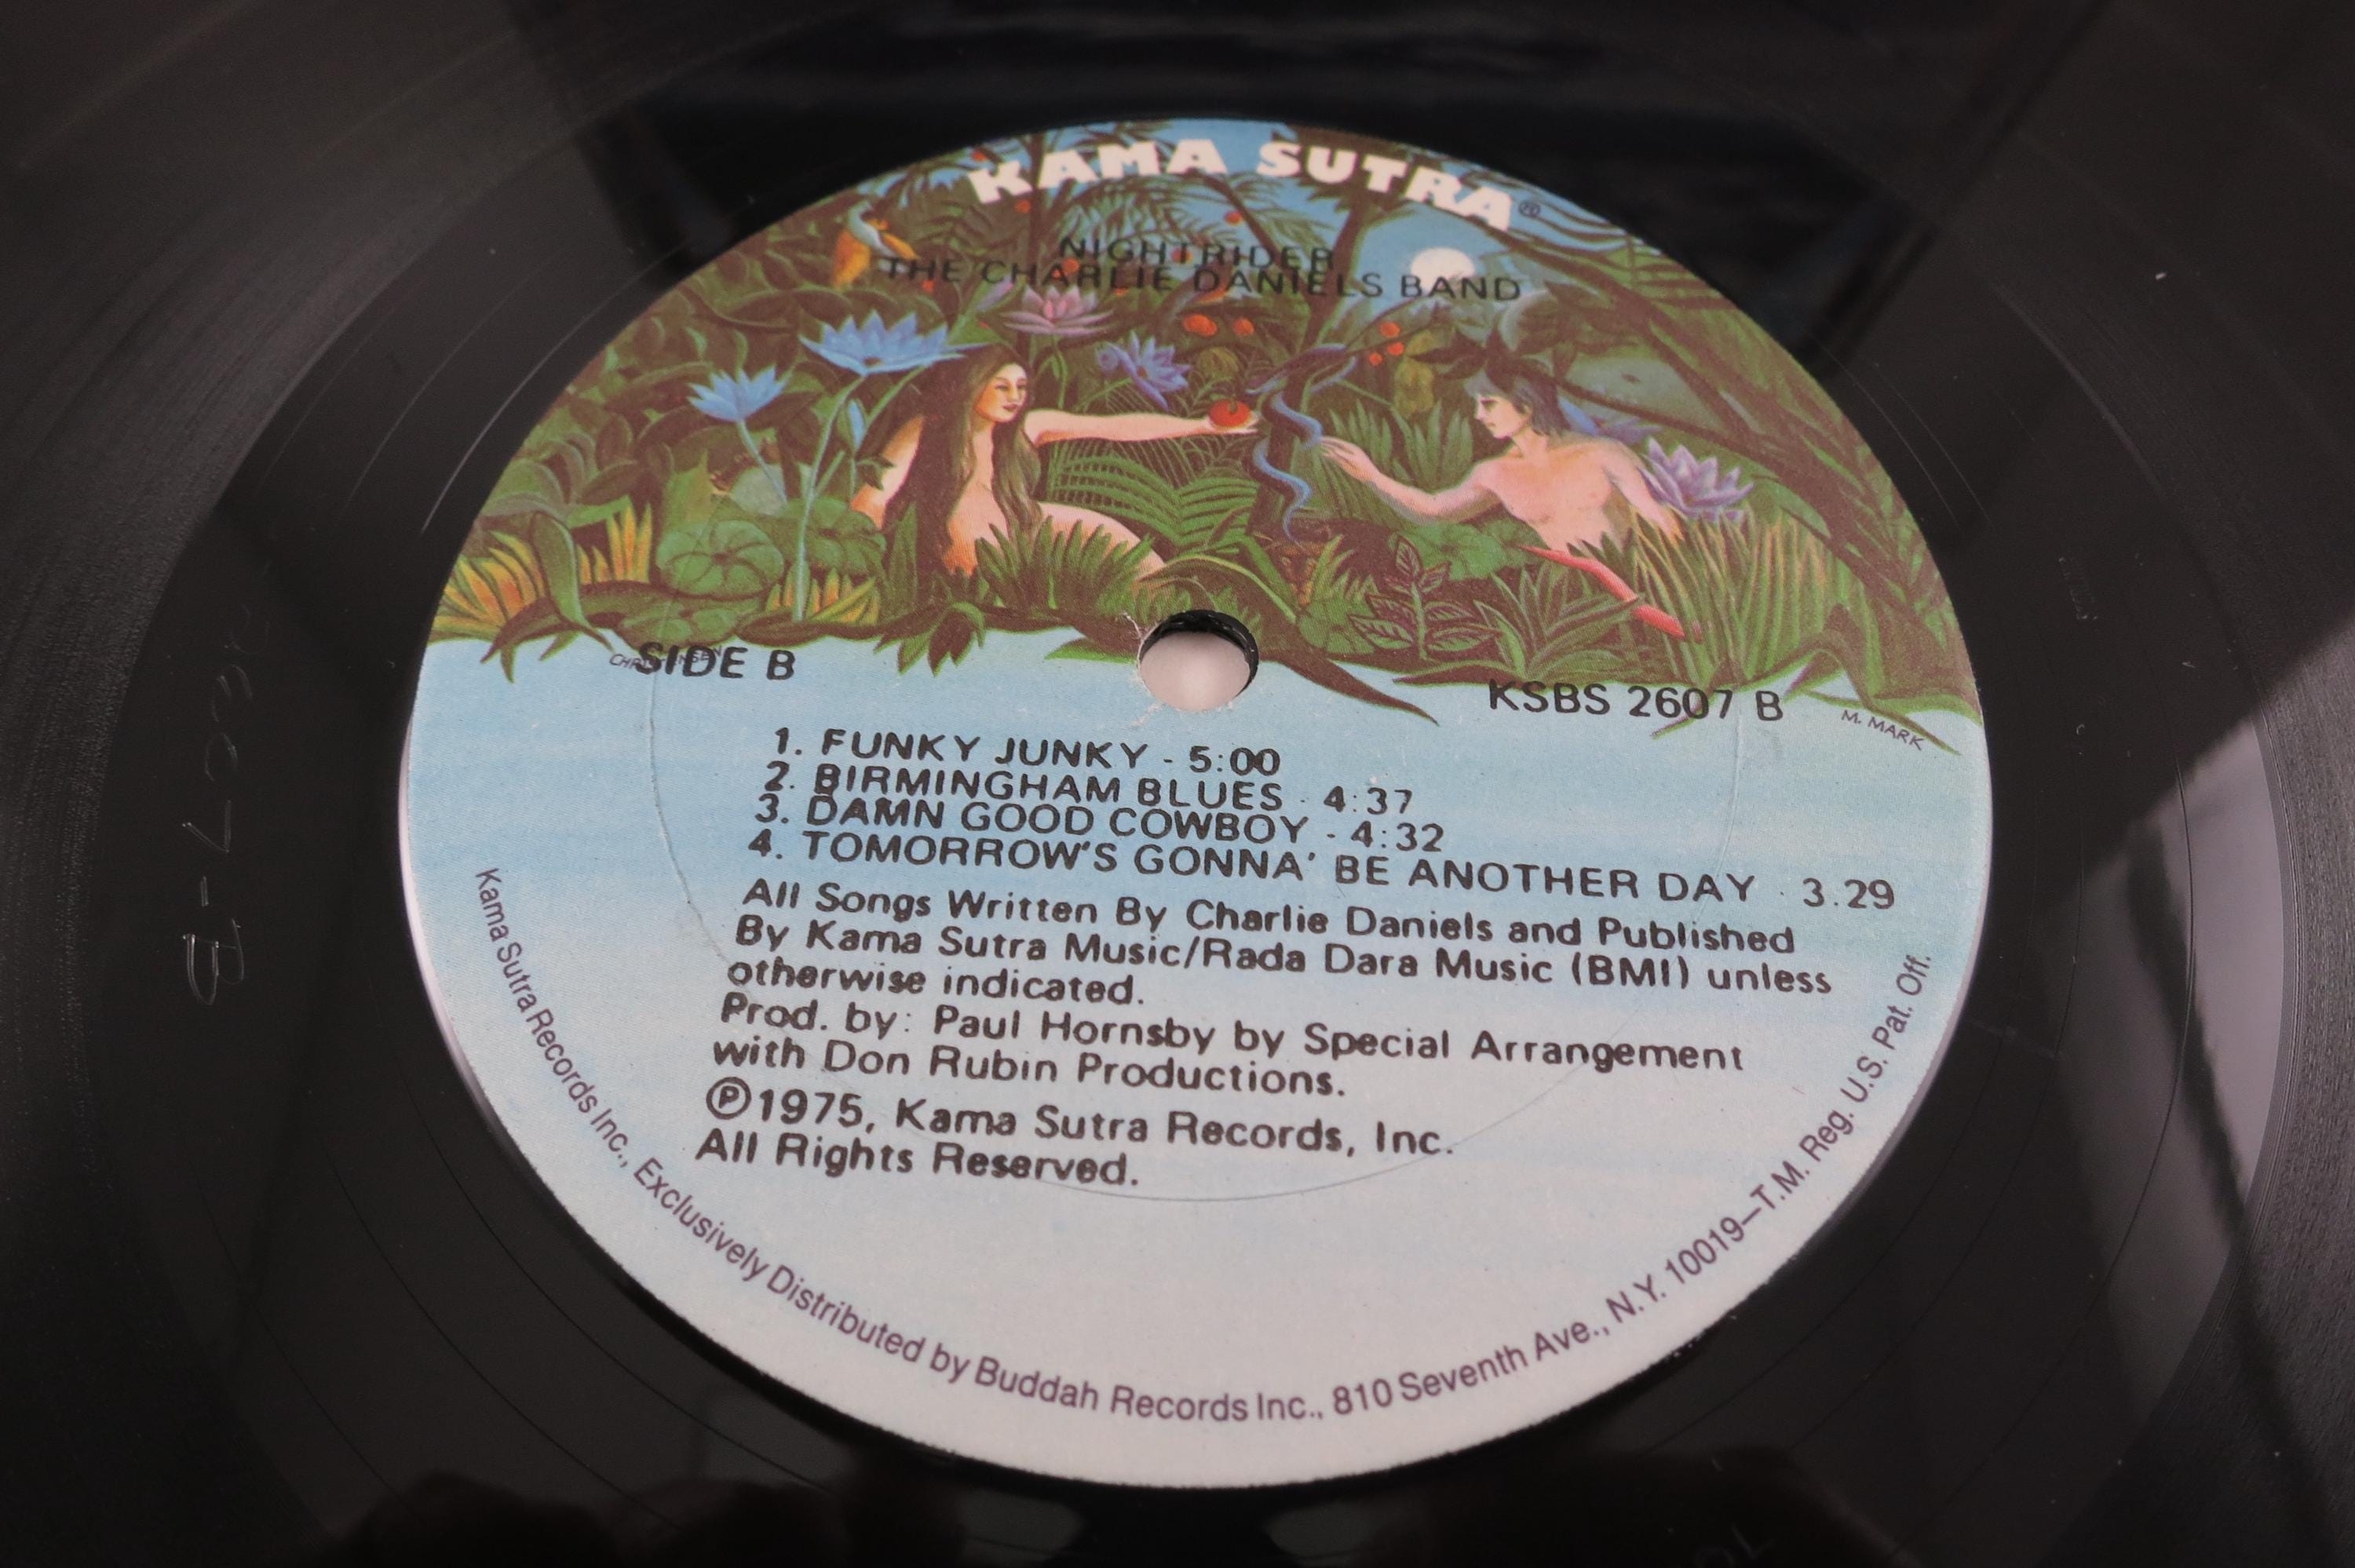 KAMA SUTRA®
NIGHTRIDER
THE CHARLIE DANIELS BAND
SIDE B
KSBS 2607 B
M. MARK
1. FUNKY JUNKY - 5:00
2. BIRMINGHAM BLUES - 4:37
3. DAMN GOOD COWBOY - 4:32
4. TOMORROW'S GONNA' BE ANOTHER DAY - 3.29
All Songs Written By Charlie Daniels and Published
By Kama Sutra Music/Rada Dara Music (BMI) unless
otherwise indicated.
Prod. by: Paul Hornsby by Special Arrangement
with Don Rubin Productions.
Ⓟ1975, Kama Sutra Records, Inc.
All Rights Reserved.
Kama Sutra Records Inc., Exclusively Distributed by Buddah Records Inc., 810 Seventh Ave., N.Y. 10019—T.M. Reg. U.S. Pat. Off.